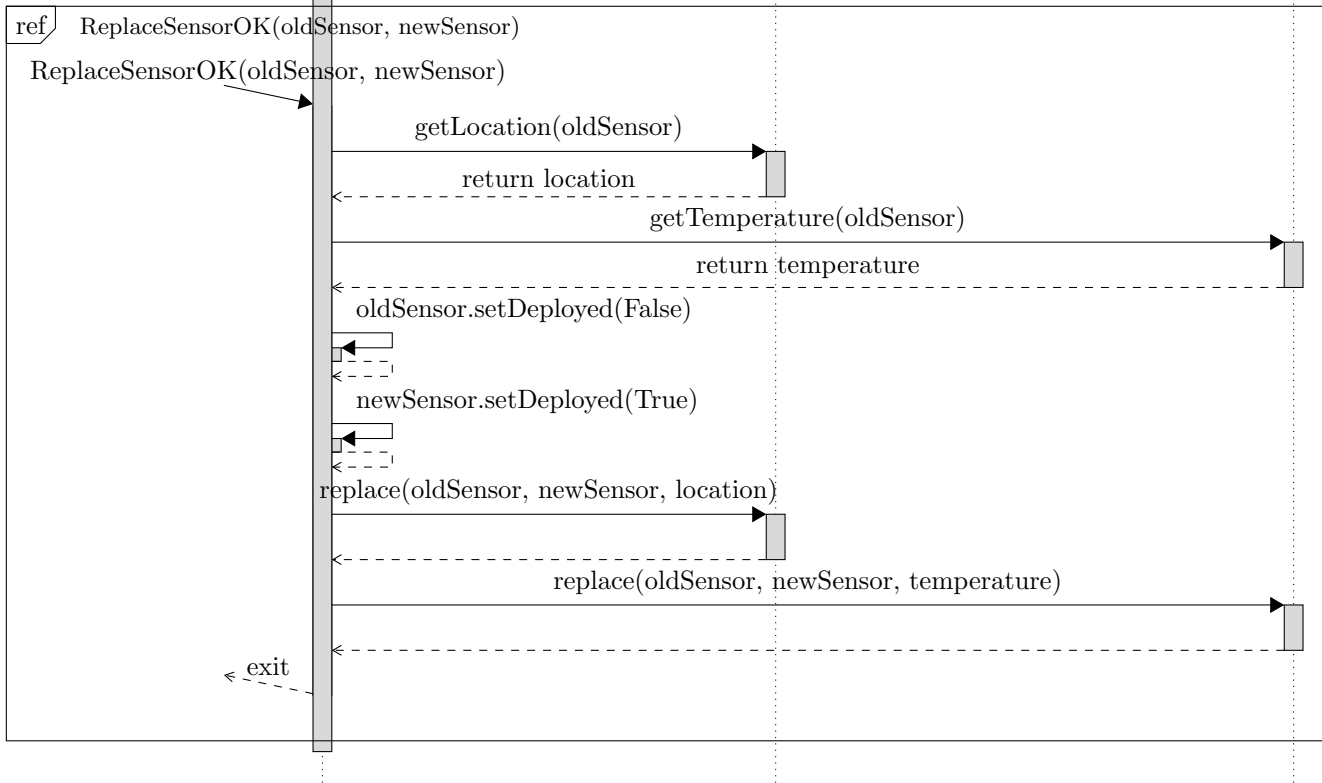 ref
ReplaceSensorOK(oldSensor, newSensor)
ReplaceSensorOK(oldSensor, newSensor)
getLocation(oldSensor)
return location
getTemperature(oldSensor)
return temperature
oldSensor.setDeployed(False)
newSensor.setDeployed(True)
replace(oldSensor, newSensor, location)
replace(oldSensor, newSensor, temperature)
exit